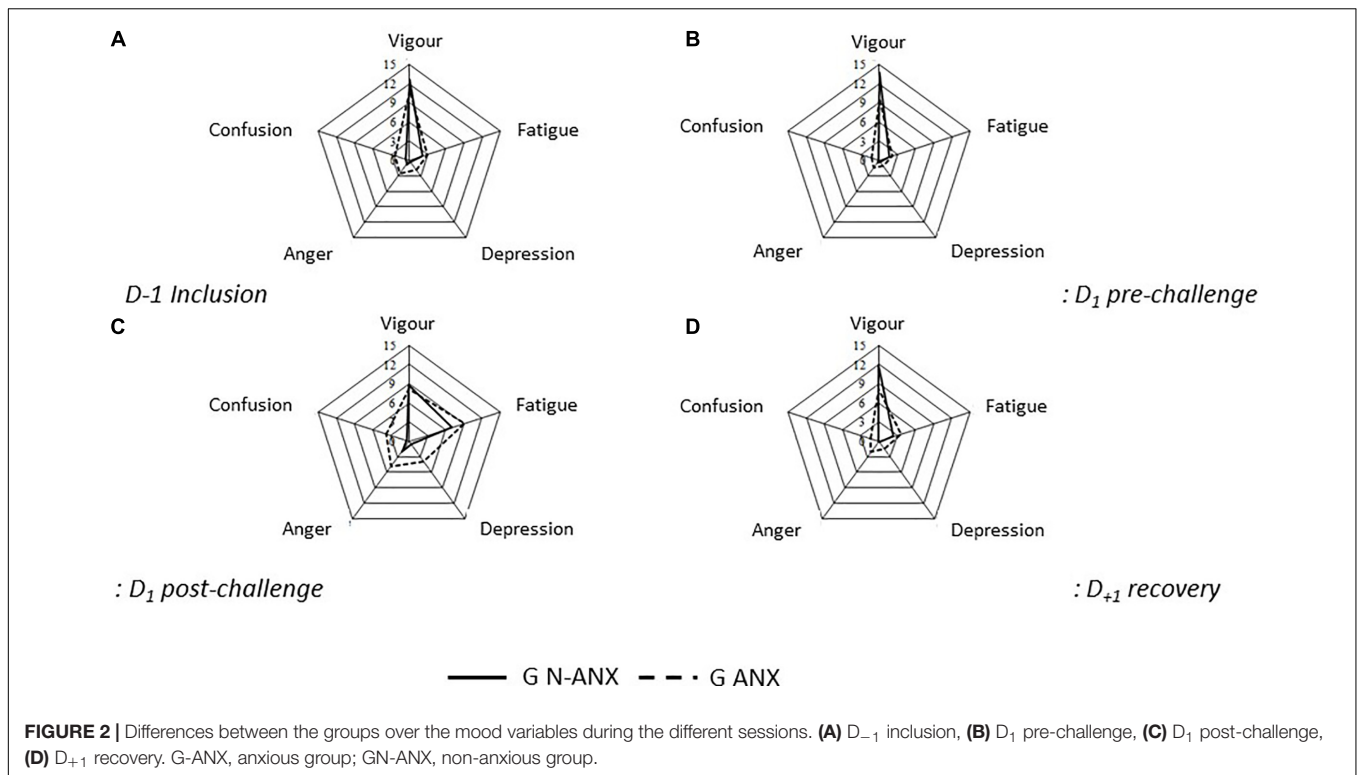 A
Vigour
15
12
9
6
3
0
Confusion
Fatigue
Anger
Depression
D-1 Inclusion
B
Vigour
15
12
9
6
3
0
Confusion
Fatigue
Anger
Depression
: D₁ pre-challenge
C
Vigour
15
12
9
6
3
0
Confusion
Fatigue
Anger
Depression
: D₁ post-challenge
D
Vigour
15
12
9
6
3
0
Confusion
Fatigue
Anger
Depression
: D₊₁ recovery
G N-ANX G ANX
FIGURE 2 | Differences between the groups over the mood variables during the different sessions. (A) D₋₁ inclusion, (B) D₁ pre-challenge, (C) D₁ post-challenge,
(D) D₊₁ recovery. G-ANX, anxious group; GN-ANX, non-anxious group.